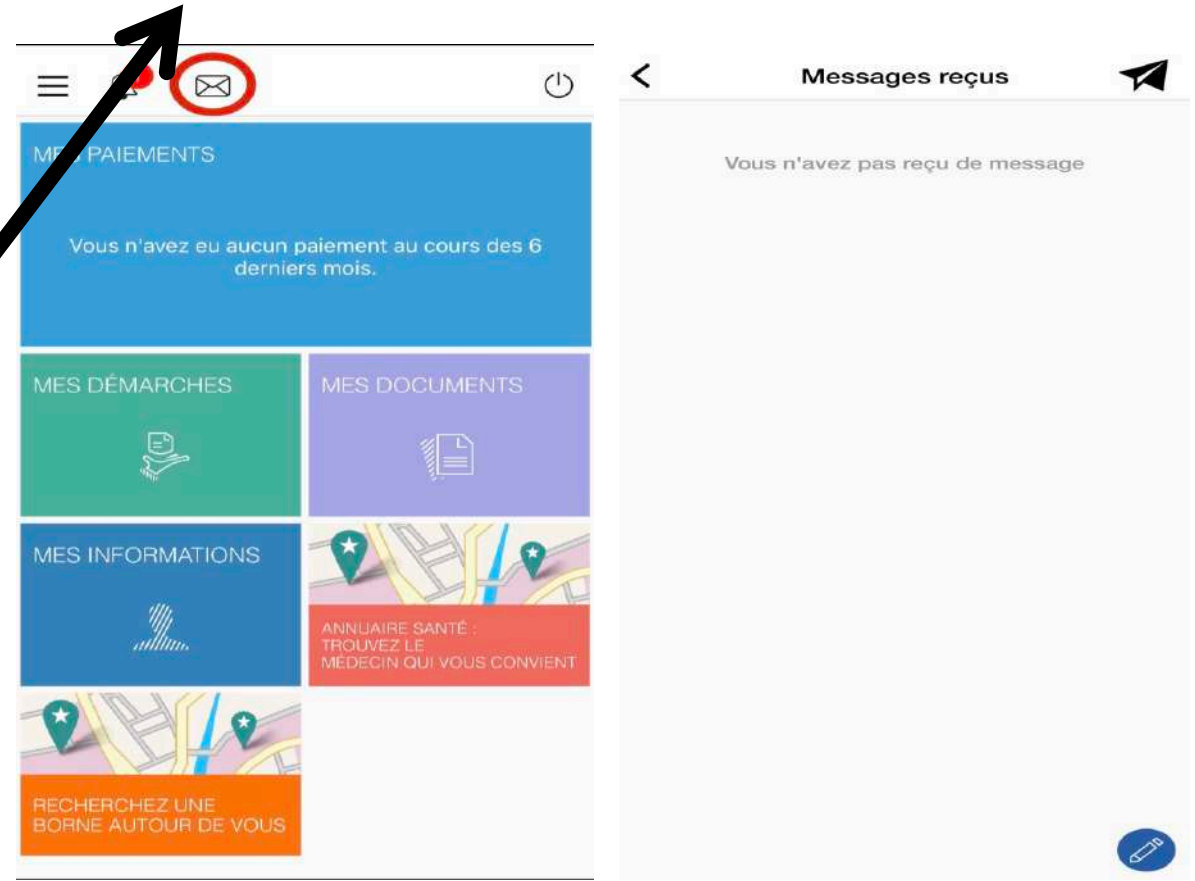 MES PAIEMENTS
Vous n'avez eu aucun paiement au cours des 6
derniers mois.
MES DÉMARCHES
MES DOCUMENTS
MES INFORMATIONS
ANNUAIRE SANTÉ :
TROUVEZ LE
MÉDECIN QUI VOUS CONVIENT
RECHERCHEZ UNE
BORNE AUTOUR DE VOUS
Messages reçus
Vous n'avez pas reçu de message